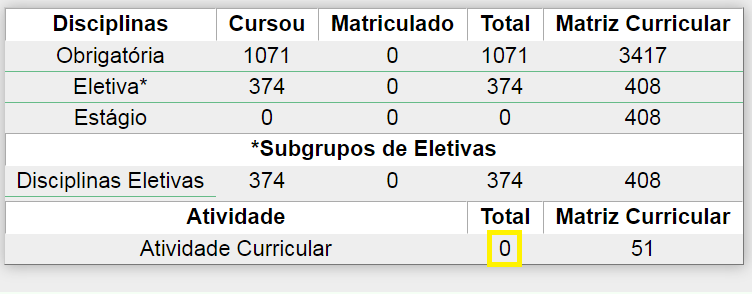 Disciplinas Cursou Matriculado Total Matriz Curricular
Obrigatória 1071 0 1071 3417
Eletiva* 374 0 374 408
Estágio 0 0 0 408
*Subgrupos de Eletivas
Disciplinas Eletivas 374 0 374 408
Atividade Total Matriz Curricular
Atividade Curricular 0 51